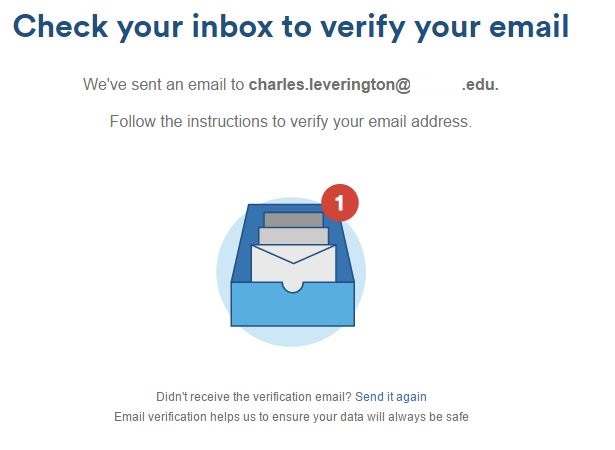 Check your inbox to verify your email
We've sent an email to charles.leverington@ .edu.
Follow the instructions to verify your email address.
1
Didn't receive the verification email? Send it again
Email verification helps us to ensure your data will always be safe